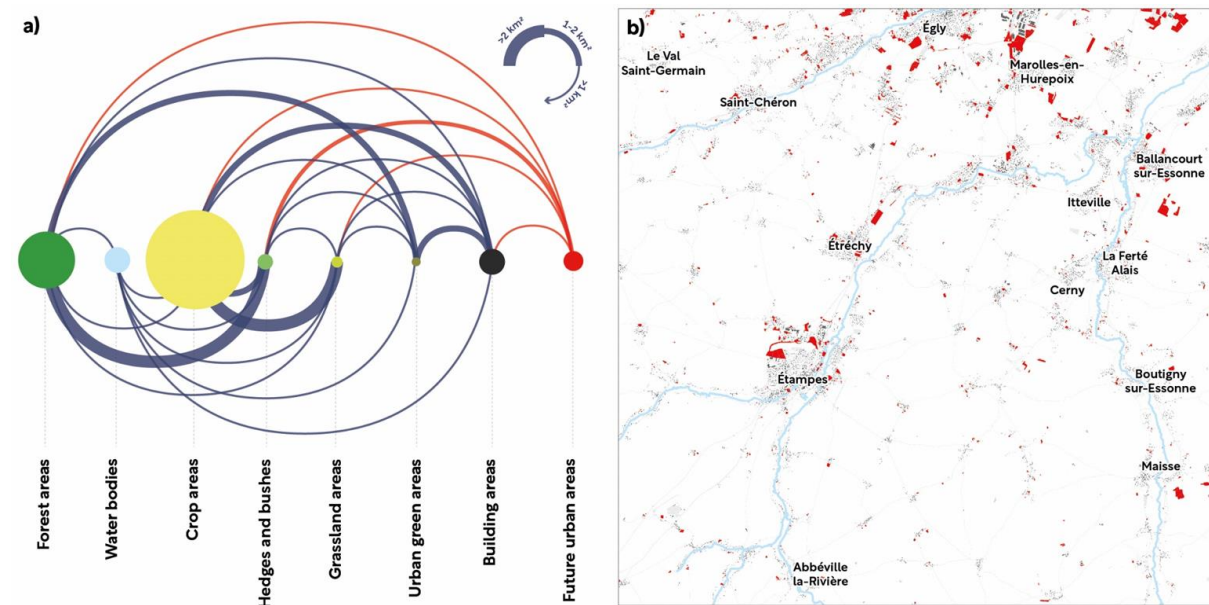 a)
>2 km²
1-2 km²
>1 km²
Forest areas
Water bodies
Crop areas
Hedges and bushes
Grassland areas
Urban green areas
Building areas
Future urban areas
b)
Égly
Le Val
Saint-Germain
Marolles-en-
Hurepoix
Saint-Chéron
Ballancourt
sur-Essonne
Itteville
Étréchy
La Ferté
Alais
Cerny
Étampes
Boutigny
sur-Essonne
Maisse
Abbéville
la-Rivière